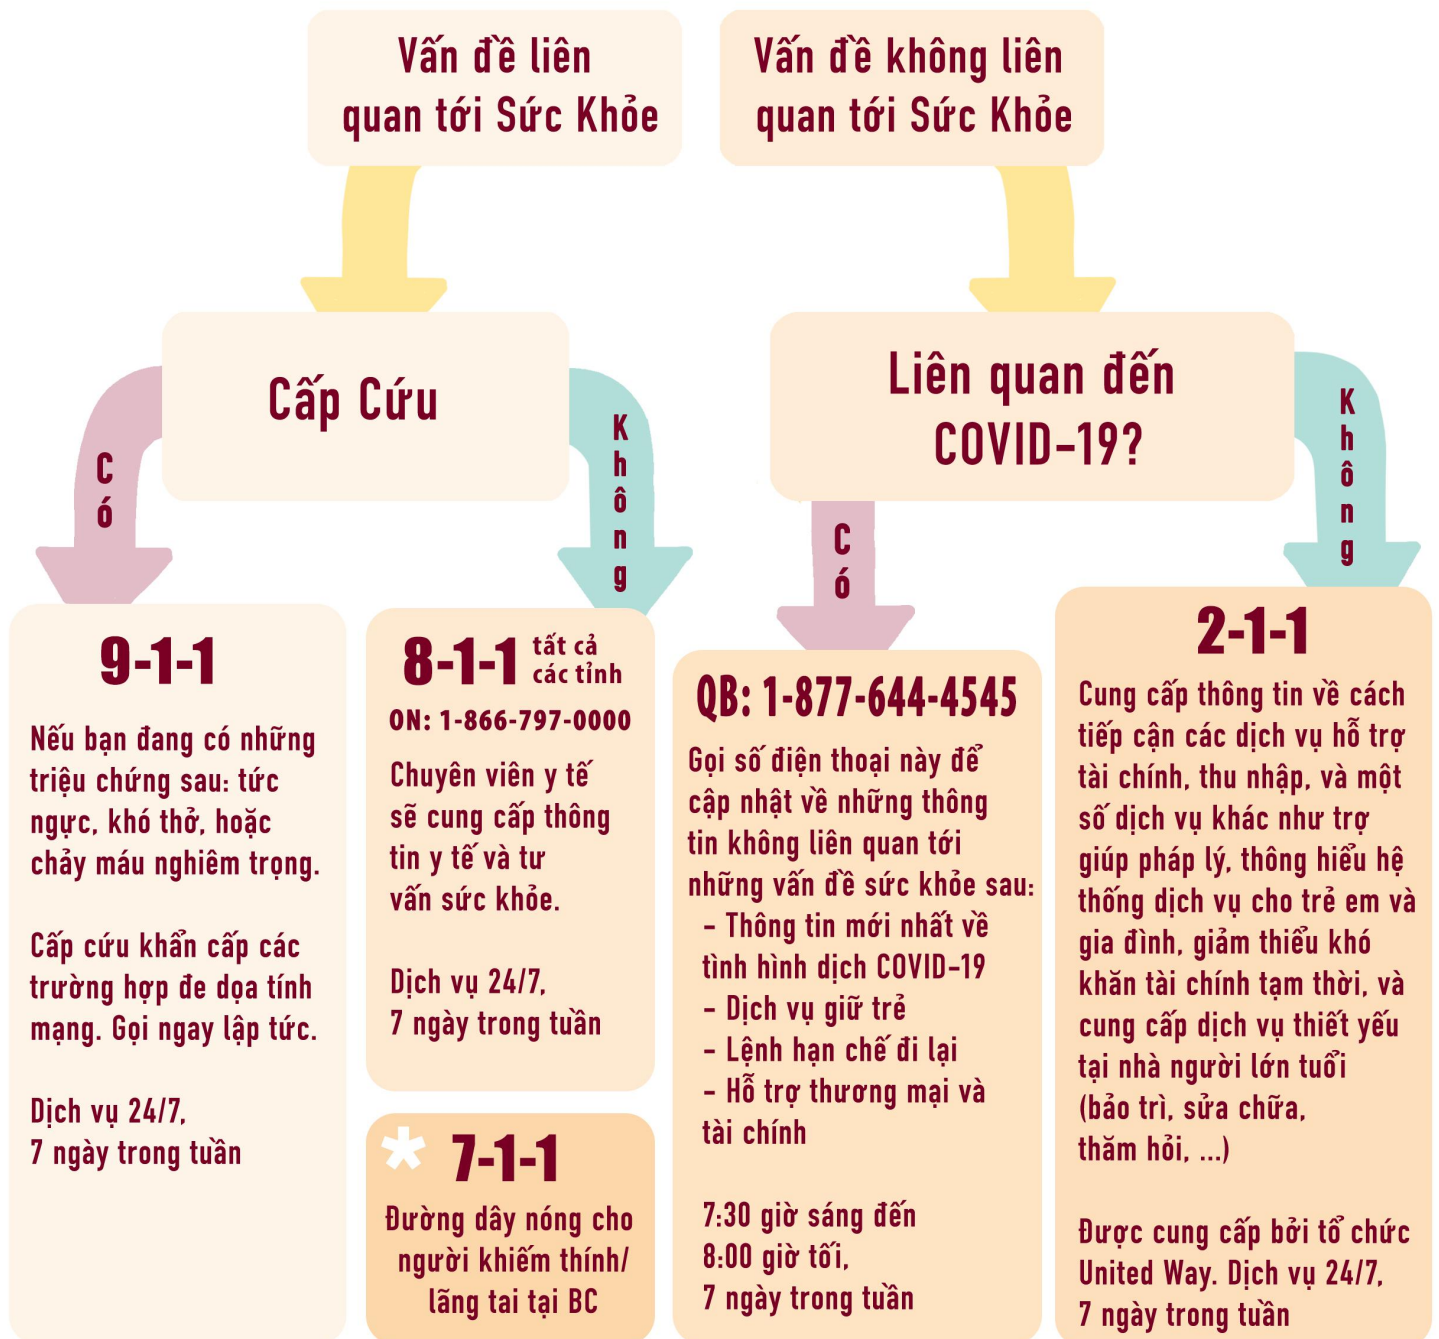 Vấn đề liên
quan tới Sức Khỏe
Vấn đề không liên
quan tới Sức Khỏe
Cấp Cứu
Liên quan đến
COVID-19?
Có
Không
Có
Không
9-1-1
Nếu bạn đang có những
triệu chứng sau: tức
ngực, khó thở, hoặc
chảy máu nghiêm trọng.
Cấp cứu khẩn cấp các
trường hợp đe dọa tính
mạng. Gọi ngay lập tức.
Dịch vụ 24/7,
7 ngày trong tuần
8-1-1 tất cả
các tỉnh
ON: 1-866-797-0000
Chuyên viên y tế
sẽ cung cấp thông
tin y tế và tư
vấn sức khỏe.
Dịch vụ 24/7,
7 ngày trong tuần
* 7-1-1
Đường dây nóng cho
người khiếm thính/
lãng tai tại BC
QB: 1-877-644-4545
Gọi số điện thoại này để
cập nhật về những thông
tin không liên quan tới
những vấn đề sức khỏe sau:
- Thông tin mới nhất về
tình hình dịch COVID-19
- Dịch vụ giữ trẻ
- Lệnh hạn chế đi lại
- Hỗ trợ thương mại và
tài chính
7:30 giờ sáng đến
8:00 giờ tối,
7 ngày trong tuần
2-1-1
Cung cấp thông tin về cách
tiếp cận các dịch vụ hỗ trợ
tài chính, thu nhập, và một
số dịch vụ khác như trợ
giúp pháp lý, thông hiểu hệ
thống dịch vụ cho trẻ em và
gia đình, giảm thiểu khó
khăn tài chính tạm thời, và
cung cấp dịch vụ thiết yếu
tại nhà người lớn tuổi
(bảo trì, sửa chữa,
thăm hỏi, ...)
Được cung cấp bởi tổ chức
United Way. Dịch vụ 24/7,
7 ngày trong tuần